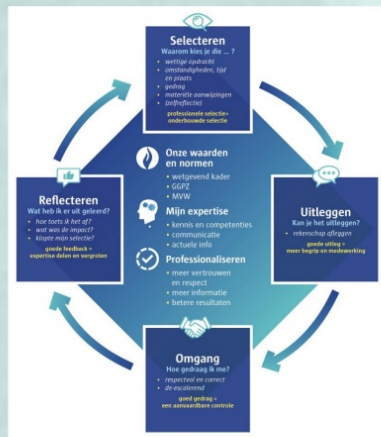 Selecteren
Waarom kies je die ... ?
• wettige opdracht
• omstandigheden, tijd
en plaats
• gedrag
• materiële aanwijzingen
• (zelf)reflectie)
professionele selectie=
onderbouwde selectie
Onze waarden
en normen
• wetgevend kader
• GGPZ
• MVW
Mijn expertise
• kennis en competenties
• communicatie
• actuele info
Professionaliseren
• meer vertrouwen
en respect
• meer informatie
• betere resultaten
Uitleggen
Kan je het uitleggen?
• rekenschap afleggen
goede uitleg =
meer begrip en medewerking
Omgang
Hoe gedraag ik me?
• respectvol en correct
• de-escalerend
goed gedrag =
een aanvaardbare controle
Reflecteren
Wat heb ik er uit geleerd?
• hoe toets ik het af?
• wat was de impact?
• klopte mijn selectie?
goede feedback =
expertise delen en vergroten